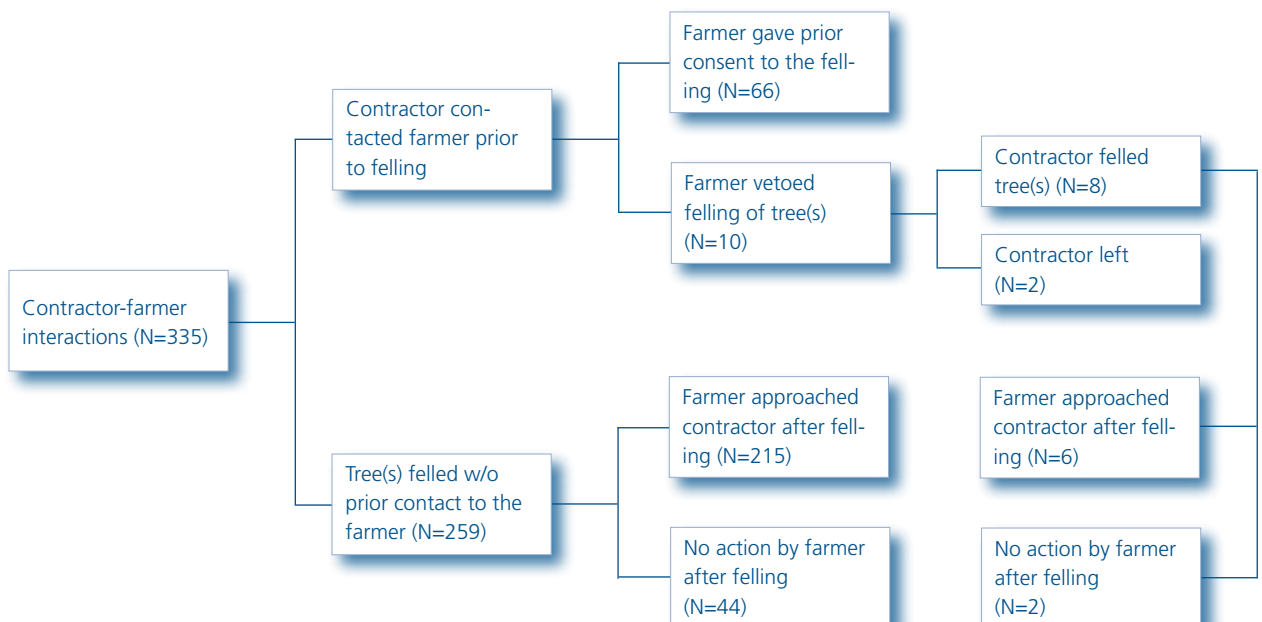 Farmer gave prior
consent to the fell-
ing (N=66)
Contractor con-
tacted farmer prior
to felling
Contractor felled
tree(s) (N=8)
Farmer vetoed
felling of tree(s)
(N=10)
Contractor left
(N=2)
Contractor-farmer
interactions (N=335)
Farmer approached
contractor after fell-
ing (N=215)
Farmer approached
contractor after fell-
ing (N=6)
Tree(s) felled w/o
prior contact to the
farmer (N=259)
No action by farmer
after felling
(N=44)
No action by farmer
after felling
(N=2)